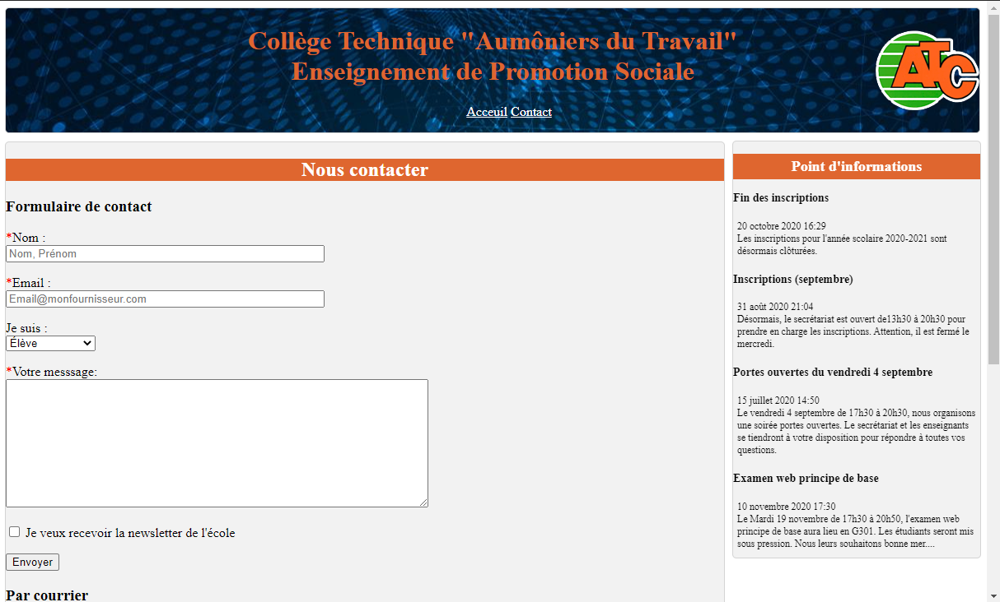 Collège Technique "Aumôniers du Travail"
Enseignement de Promotion Sociale
ATC
Acceuil Contact
Nous contacter
Formulaire de contact
*Nom :
Nom, Prénom
*Email :
Email@monfournisseur.com
Je suis :
Élève
*Votre messsage:
Je veux recevoir la newsletter de l'école
Envoyer
Par courrier
Point d'informations
Fin des inscriptions
20 octobre 2020 16:29
Les inscriptions pour l'année scolaire 2020-2021 sont
désormais clôturées.
Inscriptions (septembre)
31 août 2020 21:04
Désormais, le secrétariat est ouvert de13h30 à 20h30 pour
prendre en charge les inscriptions. Attention, il est fermé le
mercredi.
Portes ouvertes du vendredi 4 septembre
15 juillet 2020 14:50
Le vendredi 4 septembre de 17h30 à 20h30, nous organisons
une soirée portes ouvertes. Le secrétariat et les enseignants
se tiendront à votre disposition pour répondre à toutes vos
questions.
Examen web principe de base
10 novembre 2020 17:30
Le Mardi 19 novembre de 17h30 à 20h50, l'examen web
principe de base aura lieu en G301. Les étudiants seront mis
sous pression. Nous leurs souhaitons bonne mer....